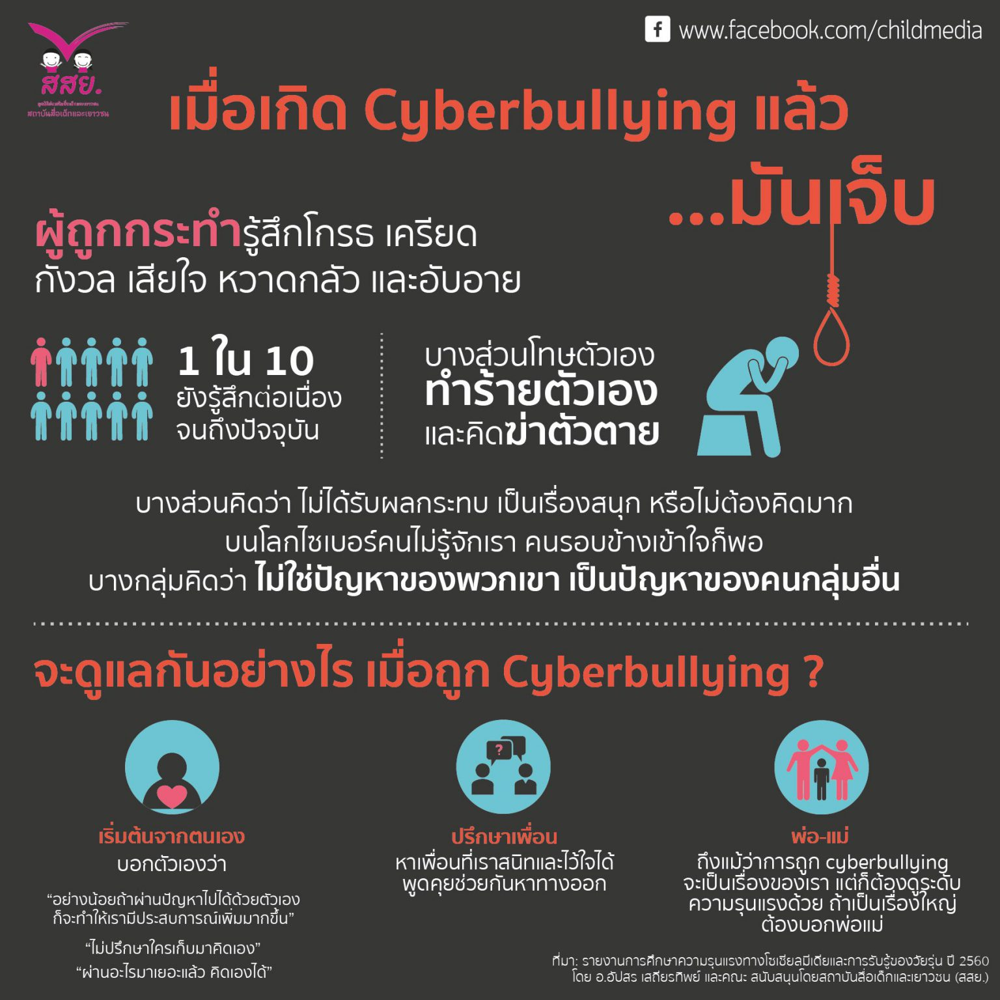 www.facebook.com/childmedia
สสย.
สถาบันสื่อเด็กและเยาวชน
เมื่อเกิด Cyberbullying แล้ว
...มันเจ็บ
ผู้ถูกกระทำรู้สึกโกรธ เครียด
กังวล เสียใจ หวาดกลัว และอับอาย
1 ใน 10
ยังรู้สึกต่อเนื่อง
จนถึงปัจจุบัน
บางส่วนโทษตัวเอง
ทำร้ายตัวเอง
และคิดฆ่าตัวตาย
บางส่วนคิดว่า ไม่ได้รับผลกระทบ เป็นเรื่องสนุก หรือไม่ต้องคิดมาก
บนโลกไซเบอร์คนไม่รู้จักเรา คนรอบข้างเข้าใจก็พอ
บางกลุ่มคิดว่า ไม่ใช่ปัญหาของพวกเขา เป็นปัญหาของคนกลุ่มอื่น
จะดูแลกันอย่างไร เมื่อถูก Cyberbullying ?
เริ่มต้นจากตนเอง
บอกตัวเองว่า
“อย่างน้อยถ้าผ่านปัญหาไปได้ด้วยตัวเอง
ก็จะทำให้เรามีประสบการณ์เพิ่มมากขึ้น”
“ไม่ปรึกษาใครเก็บมาคิดเอง”
“ผ่านอะไรมาเยอะแล้ว คิดเองได้”
?
ปรึกษาเพื่อน
หาเพื่อนที่เราสนิทและไว้ใจได้
พูดคุยช่วยกันหาทางออก
พ่อ-แม่
ถึงแม้ว่าการถูก cyberbullying
จะเป็นเรื่องของเรา แต่ก็ต้องดูระดับ
ความรุนแรงด้วย ถ้าเป็นเรื่องใหญ่
ต้องบอกพ่อแม่
ที่มา: รายงานการศึกษาความรุนแรงทางโซเชียลมีเดียและการรับรู้ของวัยรุ่น ปี 2560
โดย อ.อัปสร เสถียรทิพย์ และคณะ สนับสนุนโดยสถาบันสื่อเด็กและเยาวชน (สสย.)